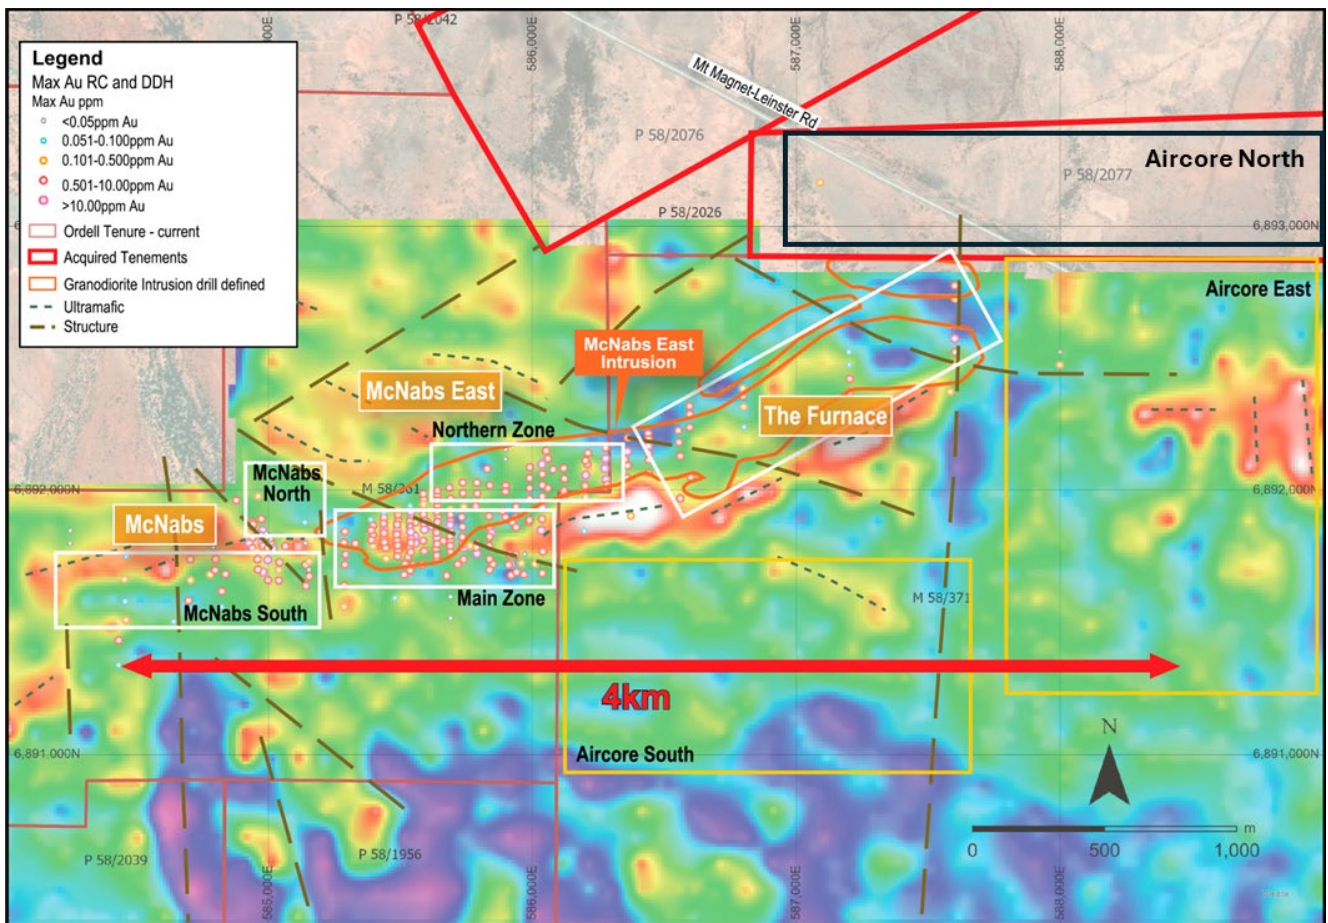 P 58/2042
586,000E
587,000E
588,000E
Legend
Max Au RC and DDH
Max Au ppm
<0.05ppm Au
0.051-0.100ppm Au
0.101-0.500ppm Au
0.501-10.00ppm Au
>10.00ppm Au
Ordell Tenure - current
Acquired Tenements
Granodiorite Intrusion drill defined
Ultramafic
Structure
Mt Magnet-Leinster Rd
P 58/2076
Aircore North
P 58/2077
P 58/2026
6,893,000N
Aircore East
McNabs East
Intrusion
McNabs East
The Furnace
Northern Zone
McNabs
North
M 58/361
6,892,000N
6,892,000N
McNabs
McNabs South
Main Zone
M 58/371
4km
Aircore South
6,891,000N
6,891,000N
N
m
0
500
1,000
P 58/2039
P 58/1956
585,000E
586,000E
587,000E
588,000E